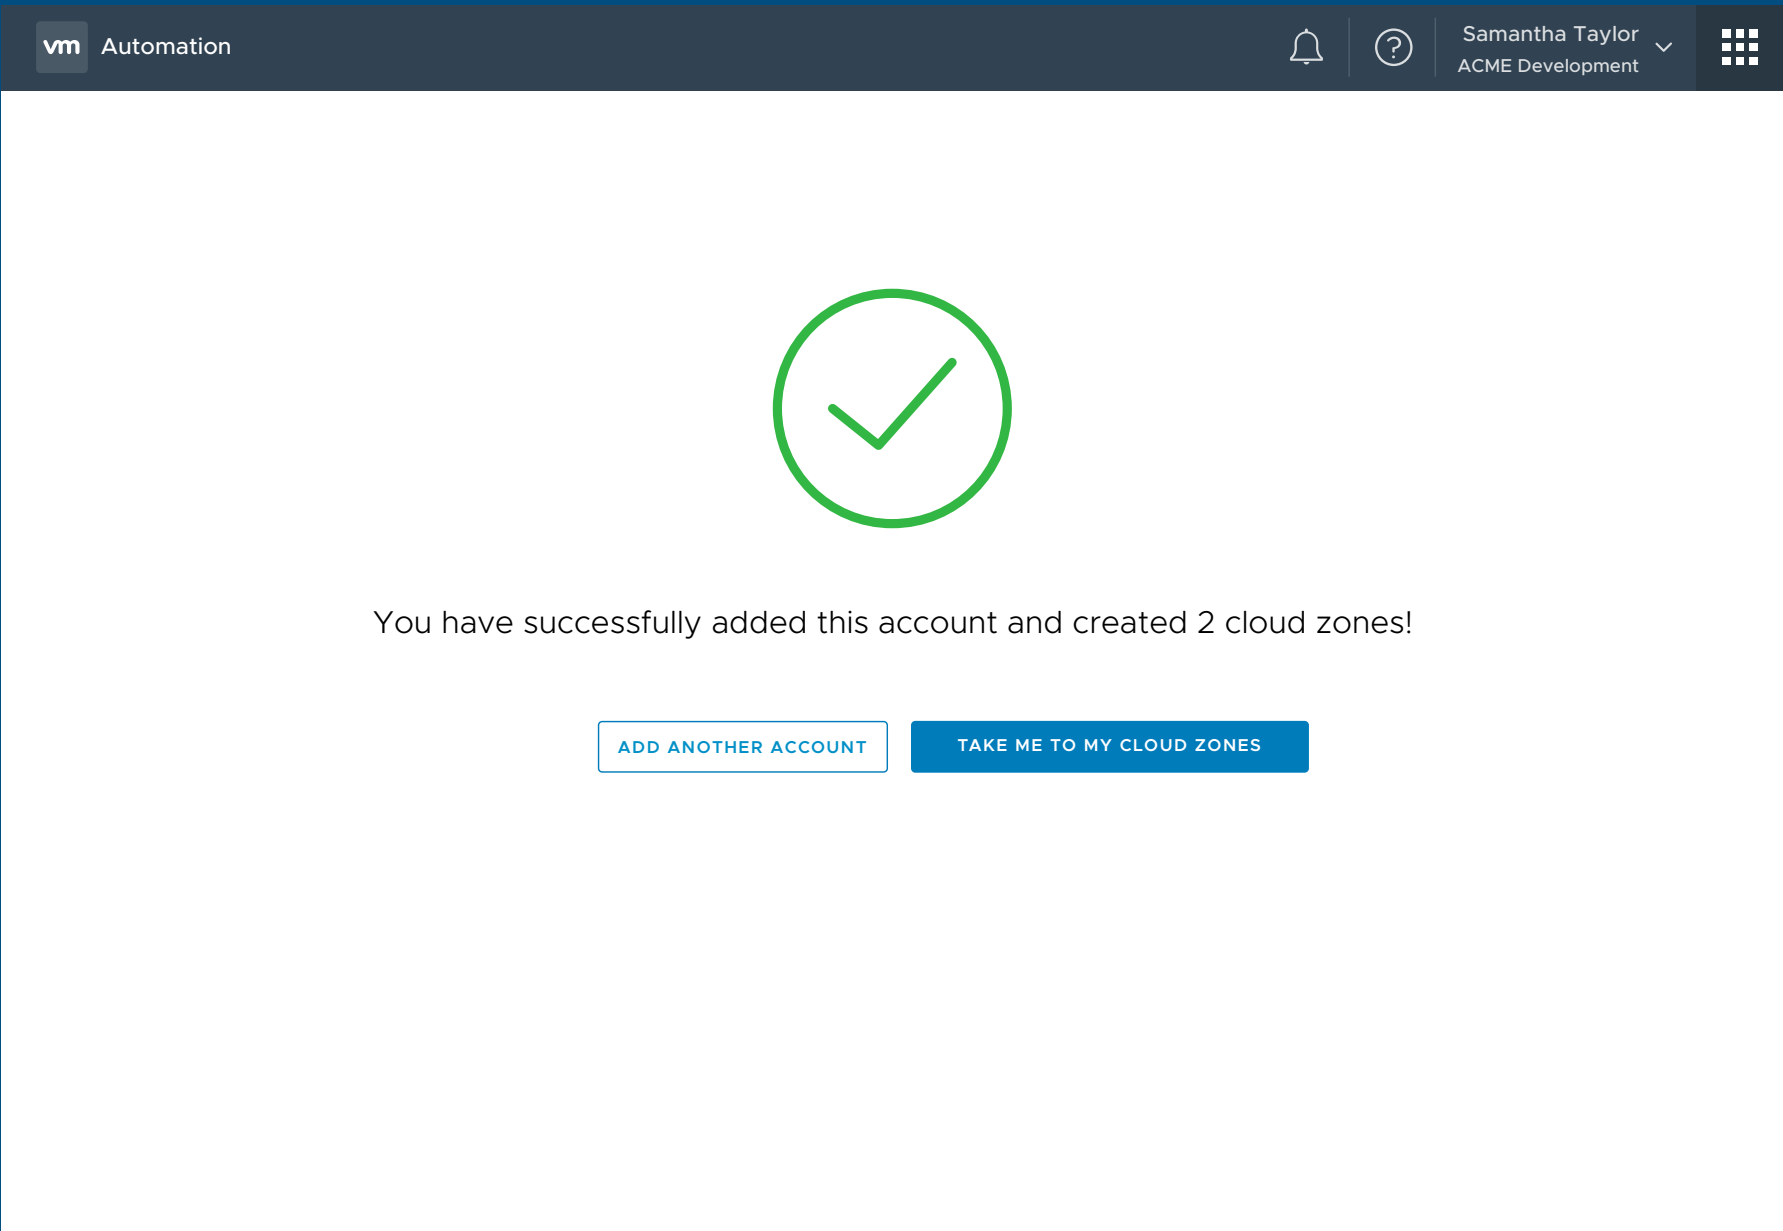 vm Automation
Samantha Taylor
ACME Development
You have successfully added this account and created 2 cloud zones!
ADD ANOTHER ACCOUNT
TAKE ME TO MY CLOUD ZONES